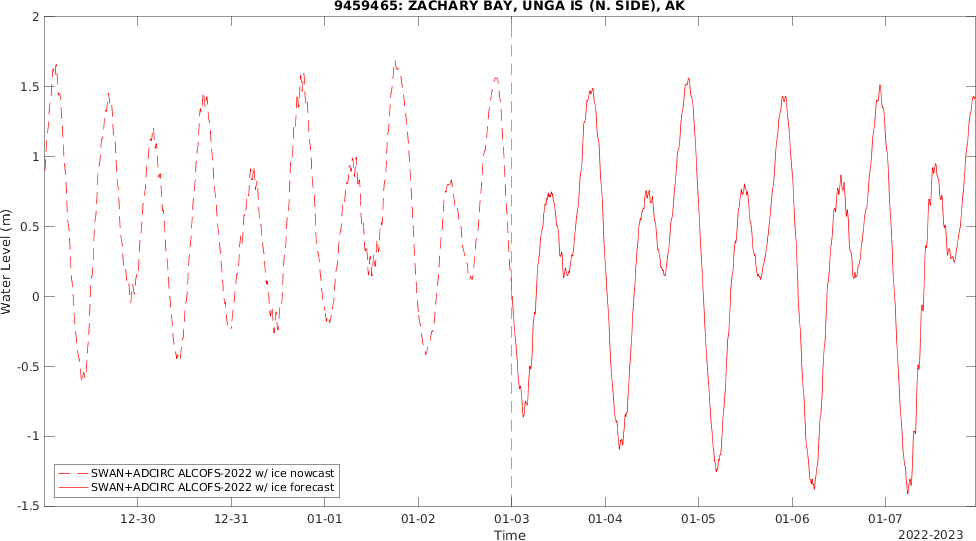 9459465: ZACHARY BAY, UNGA IS (N. SIDE), AK
Water Level (m)
2
1.5
1
0.5
0
-0.5
-1
-1.5
SWAN+ADCIRC ALCOFS-2022 w/ ice nowcast
SWAN+ADCIRC ALCOFS-2022 w/ ice forecast
12-30 12-31 01-01 01-02 01-03 01-04 01-05 01-06 01-07
Time
2022-2023